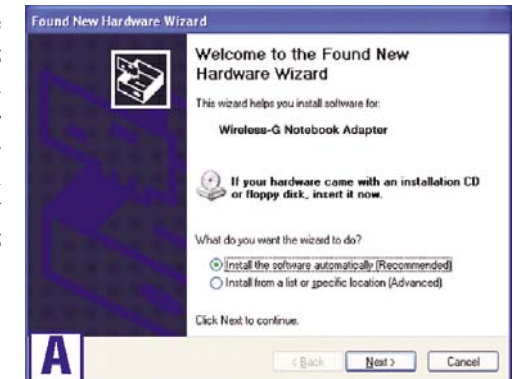 Found New Hardware Wizard
Welcome to the Found New
Hardware Wizard
This wizard helps you install software for:
Wireless-G Notebook Adapter
If your hardware came with an installation CD
or floppy disk, insert it now.
What do you want the wizard to do?
Install the software automatically (Recommended)
Install from a list or specific location (Advanced)
Click Next to continue.
< Back
Next >
Cancel
A